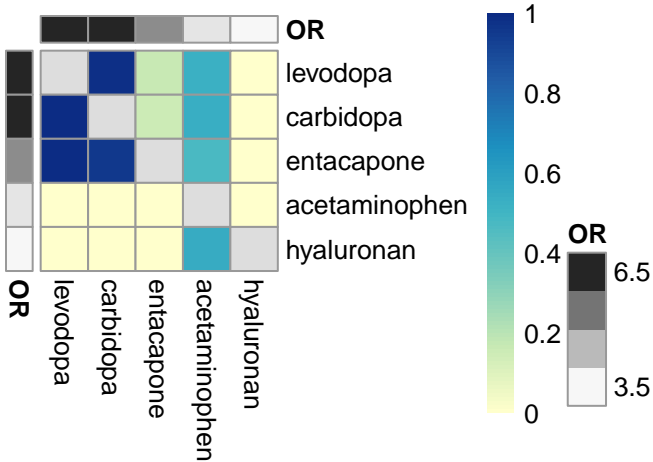 OR
levodopa
carbidopa
entacapone
acetaminophen
hyaluronan
OR
levodopa
carbidopa
entacapone
acetaminophen
hyaluronan
1
0.8
0.6
0.4
0.2
0
OR
6.5
3.5